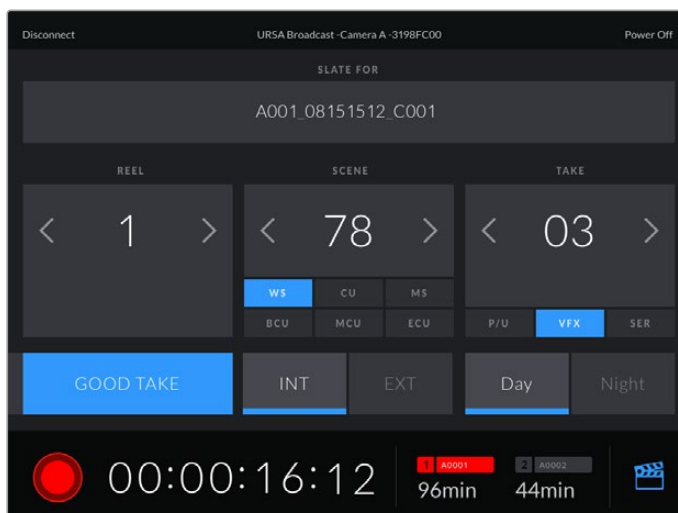 Disconnect URSA Broadcast -Camera A -3198FC00 Power Off
SLATE FOR
A001_08151512_C001
REEL SCENE TAKE
< 1 > < 78 > < 03 >
WS CU MS
BCU MCU ECU P/U VFX SER
GOOD TAKE INT EXT Day Night
00:00:16:12 1 A0001 2 A0002
96min 44min